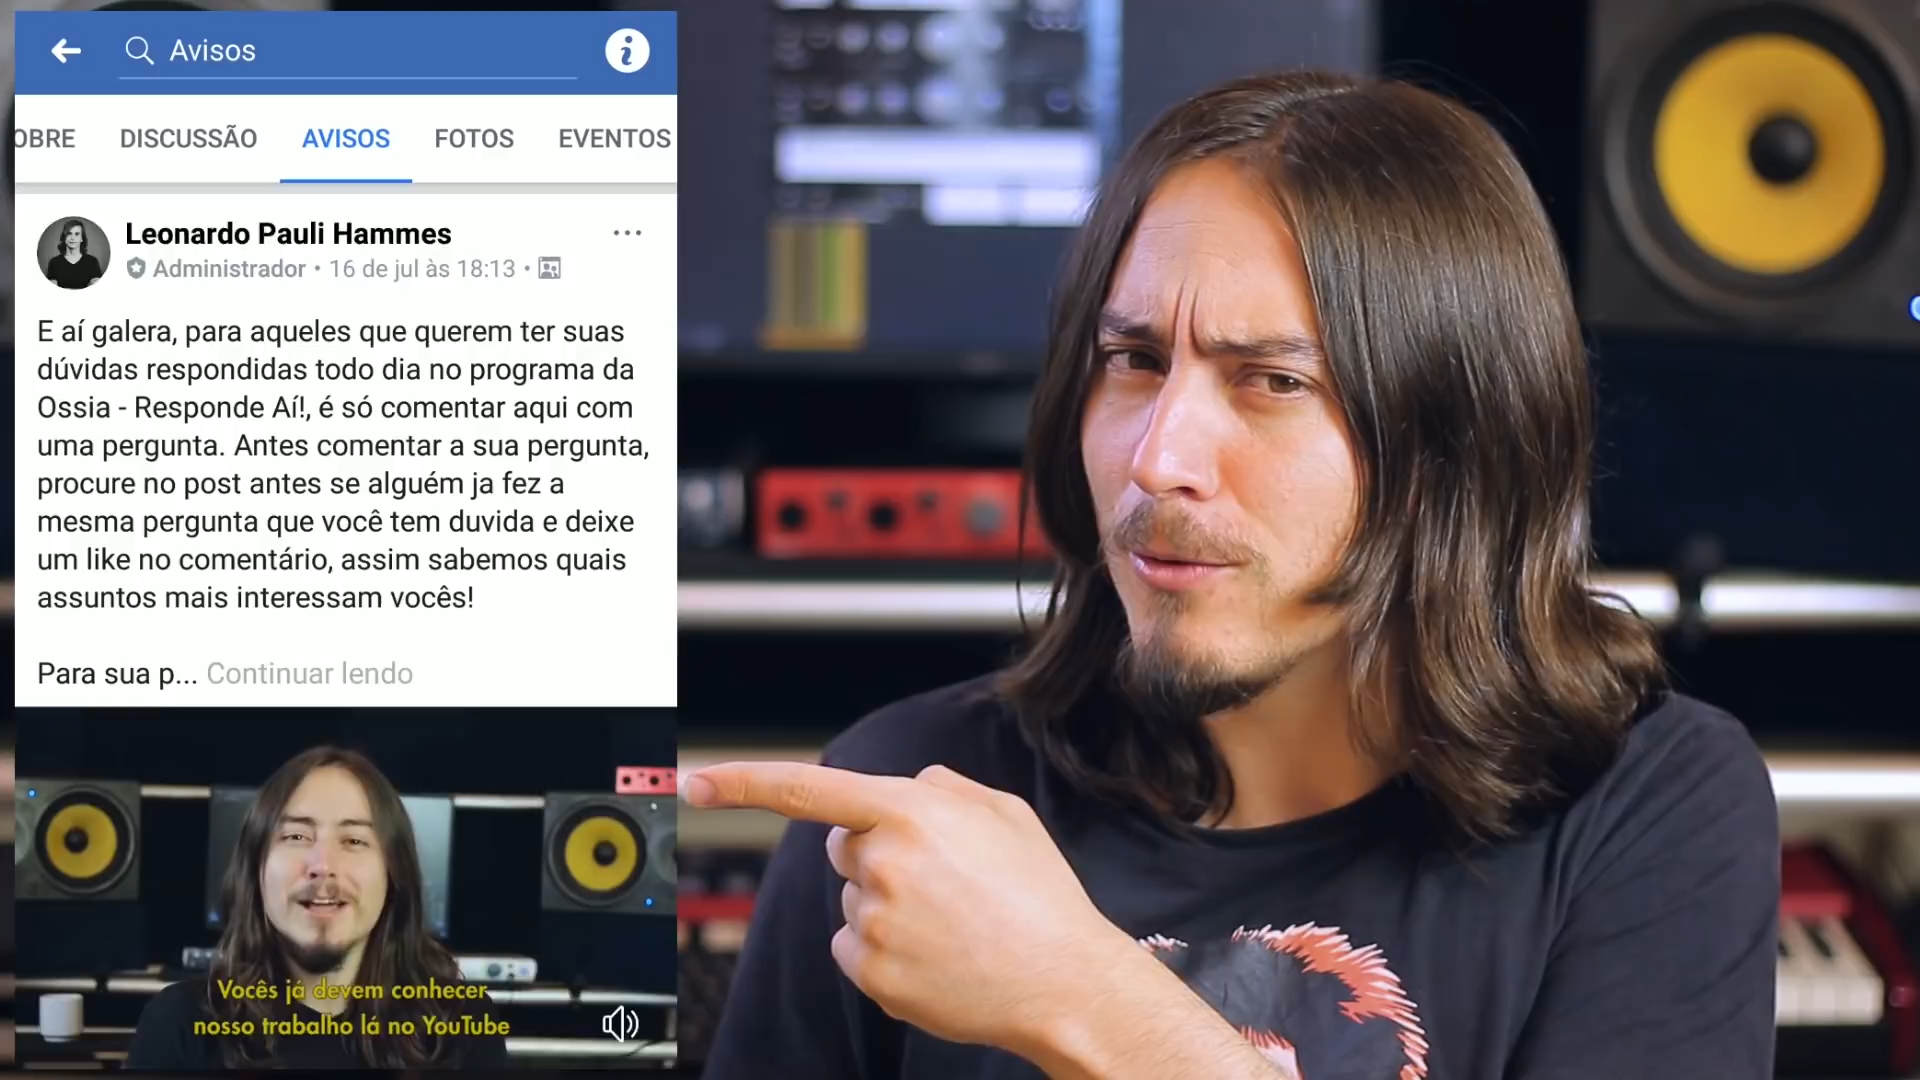 Avisos
OBRE DISCUSSÃO AVISOS FOTOS EVENTOS
Leonardo Pauli Hammes
Administrador • 16 de jul às 18:13 •
E aí galera, para aqueles que querem ter suas
dúvidas respondidas todo dia no programa da
Ossia - Responde Aí!, é só comentar aqui com
uma pergunta. Antes comentar a sua pergunta,
procure no post antes se alguém ja fez a
mesma pergunta que você tem duvida e deixe
um like no comentário, assim sabemos quais
assuntos mais interessam vocês!
Para sua p... Continuar lendo
Vocês já devem conhecer
nosso trabalho lá no YouTube